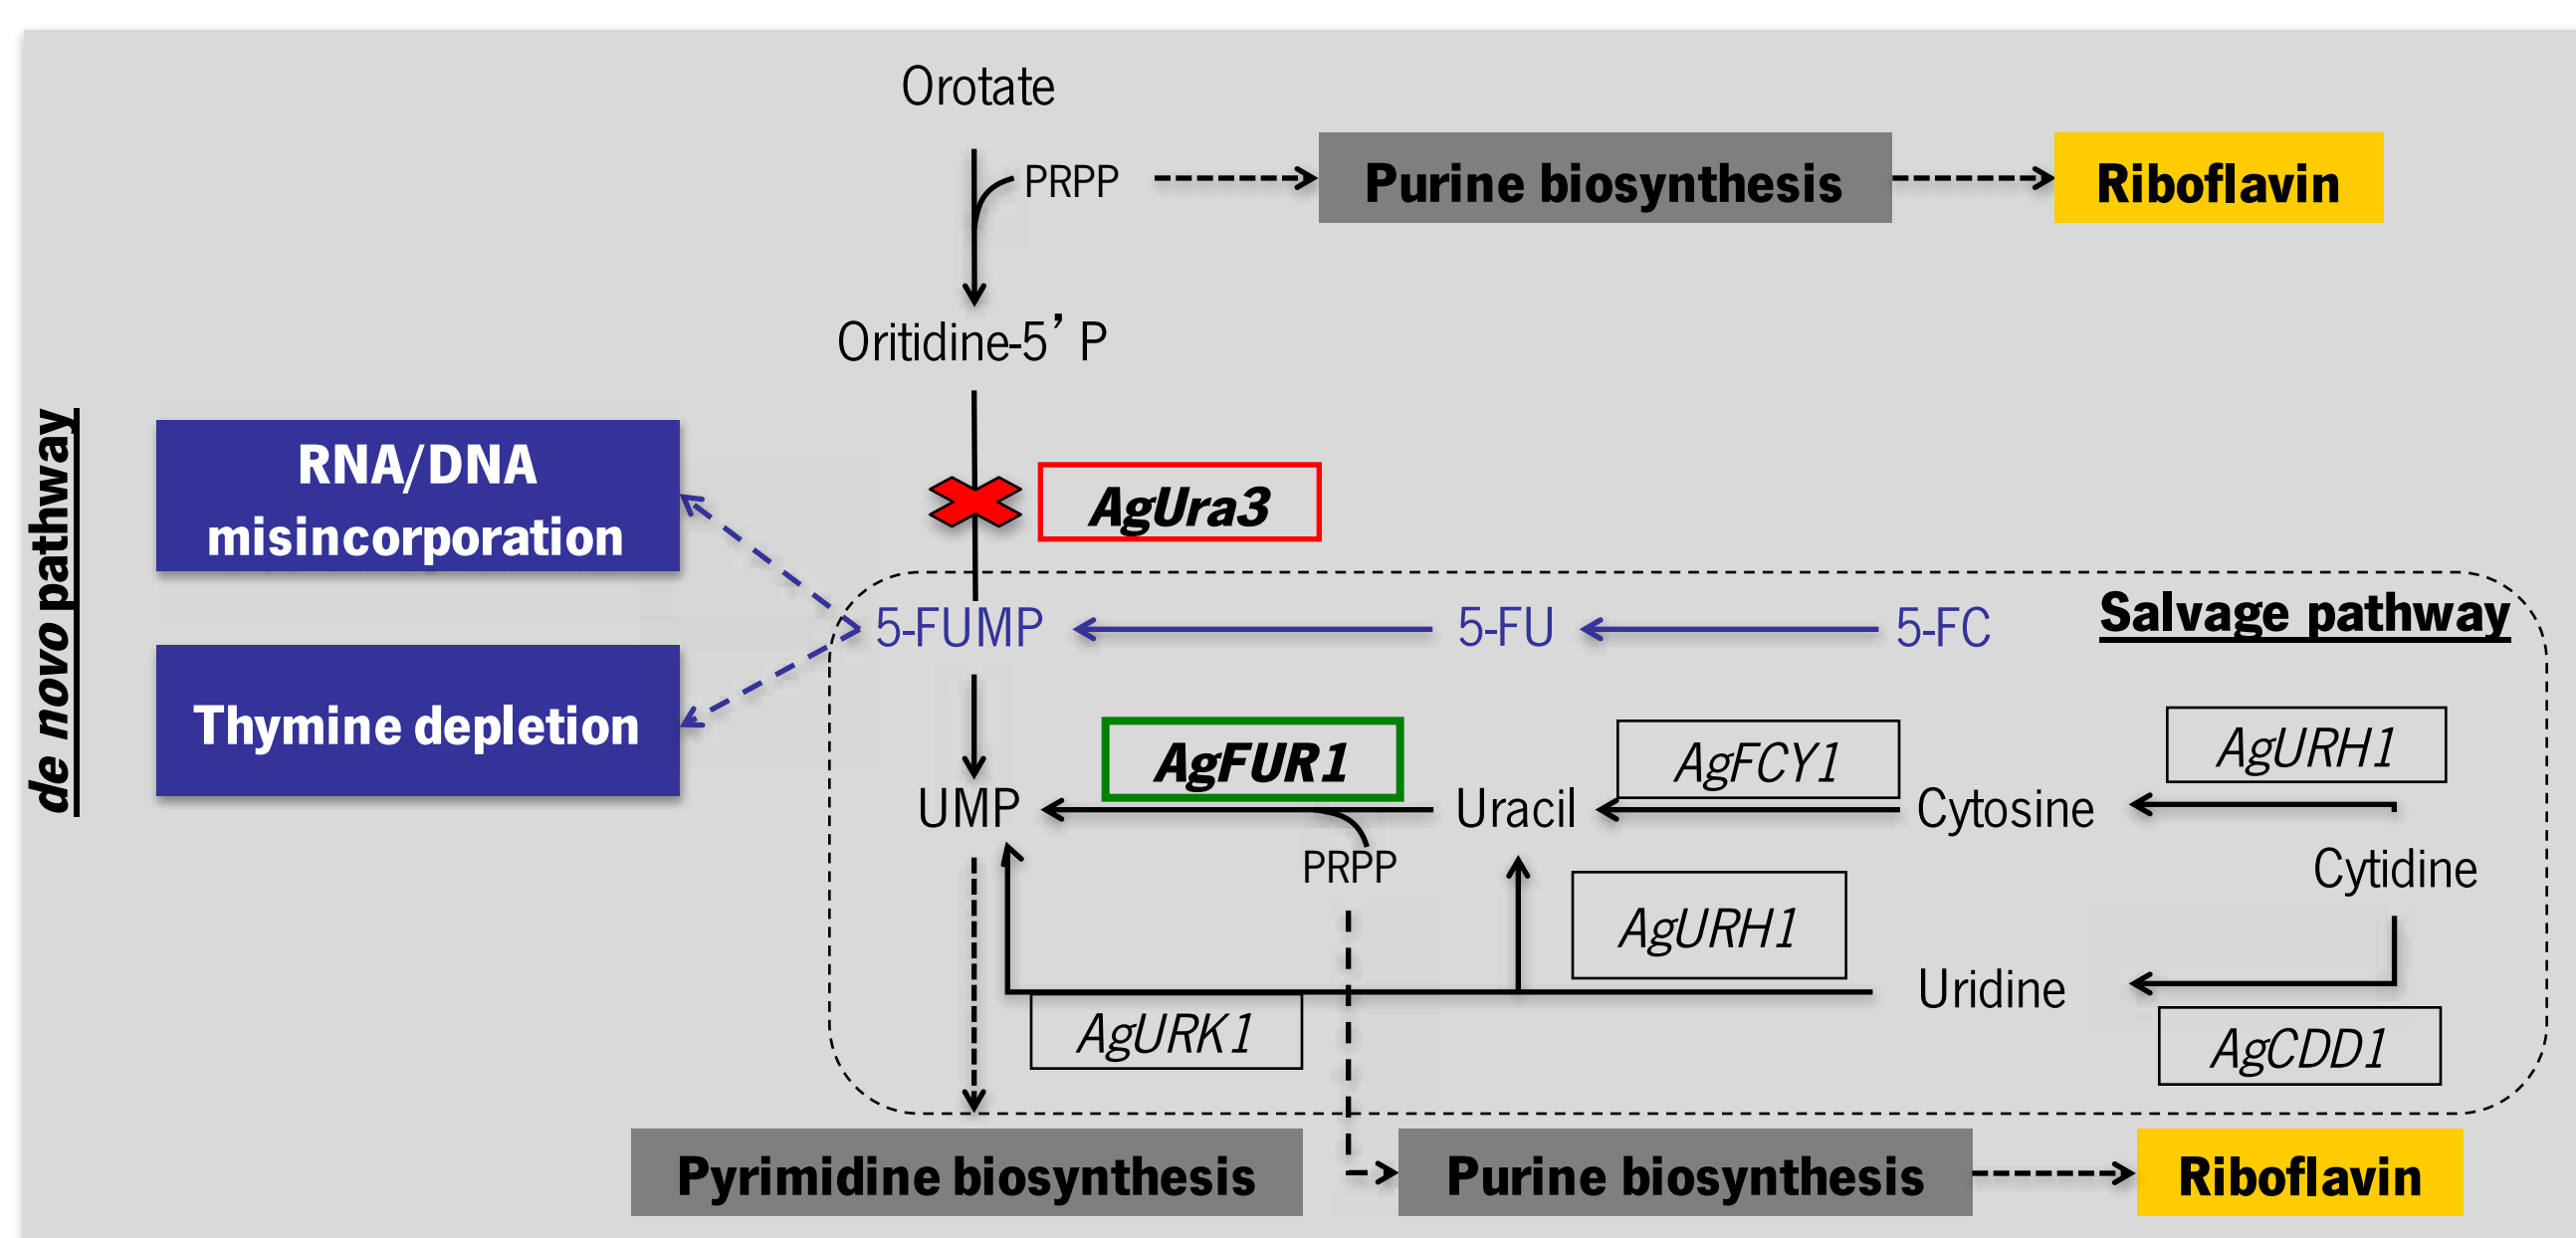 Orotate
PRPP
Purine biosynthesis
Riboflavin
Oritidine-5’ P
de novo pathway
RNA/DNA
misincorporation
AgUra3
Salvage pathway
5-FUMP
5-FU
5-FC
Thymine depletion
AgFUR1
AgFCY1
AgURH1
UMP
Uracil
Cytosine
PRPP
Cytidine
AgURH1
Uridine
AgURK1
AgCDD1
Pyrimidine biosynthesis
Purine biosynthesis
Riboflavin